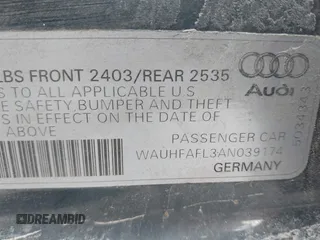 LBS FRONT 2403/REAR 2535
S TO ALL APPLICABLE U S
E SAFETY, BUMPER AND THEFT
S IN EFFECT ON THE DATE
ABOVE
Audi
PASSENGER CAR
WAUHFAFL3AN039174
GERMANY
DREAMBID